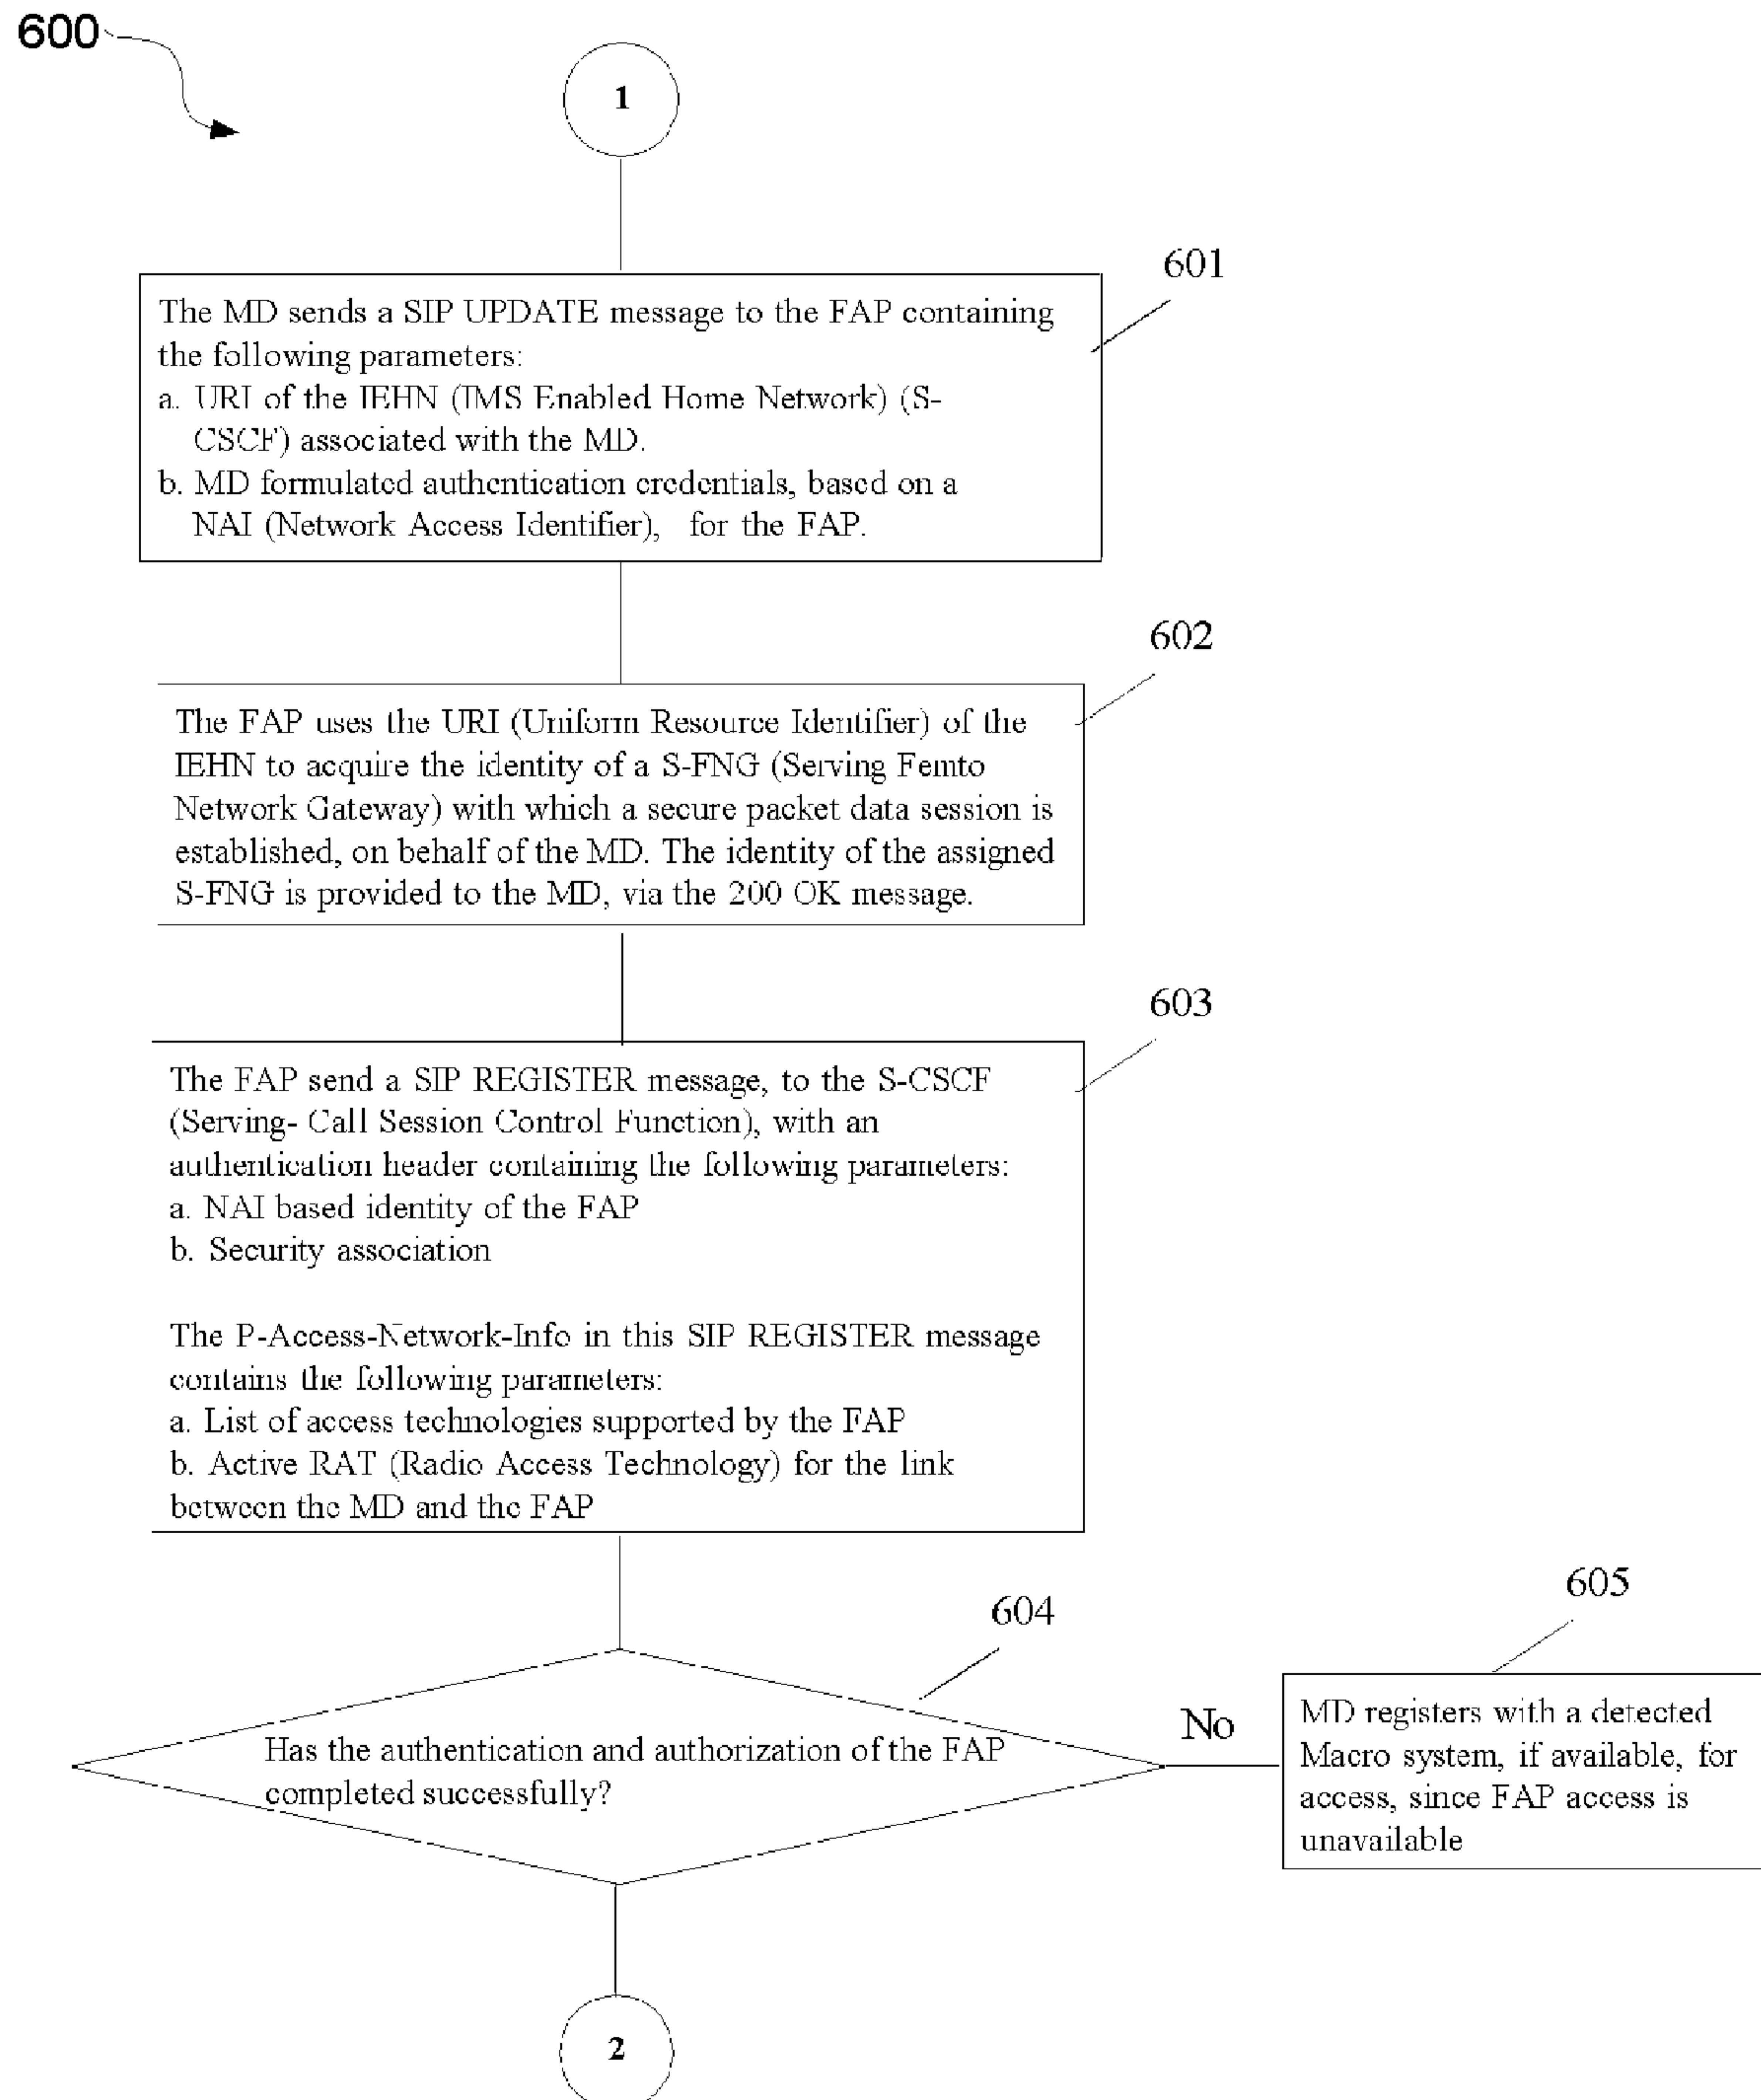 600
1
601
The MD sends a SIP UPDATE message to the FAP containing
the following parameters:
a. URI of the IEHN (IMS Enabled Home Network) (S-
CSCF) associated with the MD.
b. MD formulated authentication credentials, based on a
NAI (Network Access Identifier), for the FAP.
602
The FAP uses the URI (Uniform Resource Identifier) of the
IEHN to acquire the identity of a S-FNG (Serving Femto
Network Gateway) with which a secure packet data session is
established, on behalf of the MD. The identity of the assigned
S-FNG is provided to the MD, via the 200 OK message.
603
The FAP send a SIP REGISTER message, to the S-CSCF
(Serving- Call Session Control Function), with an
authentication header containing the following parameters:
a. NAI based identity of the FAP
b. Security association
The P-Access-Network-Info in this SIP REGISTER message
contains the following parameters:
a. List of access technologies supported by the FAP
b. Active RAT (Radio Access Technology) for the link
between the MD and the FAP
604
Has the authentication and authorization of the FAP
completed successfully?
No
605
MD registers with a detected
Macro system, if available, for
access, since FAP access is
unavailable
2